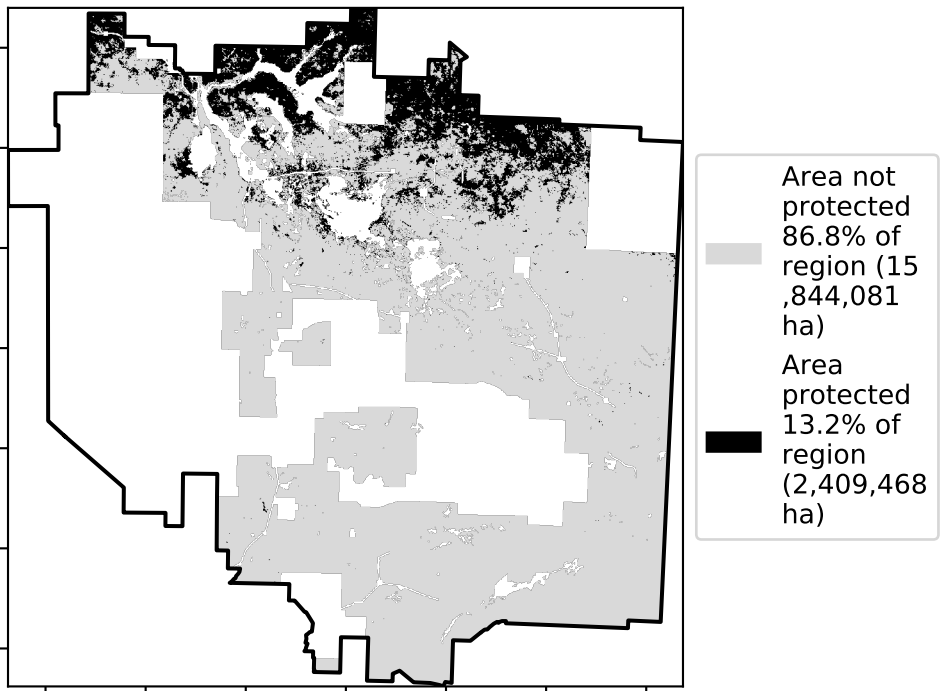 Area not
protected
86.8% of
region (15
,844,081
ha)
Area
protected
13.2% of
region
(2,409,468
ha)